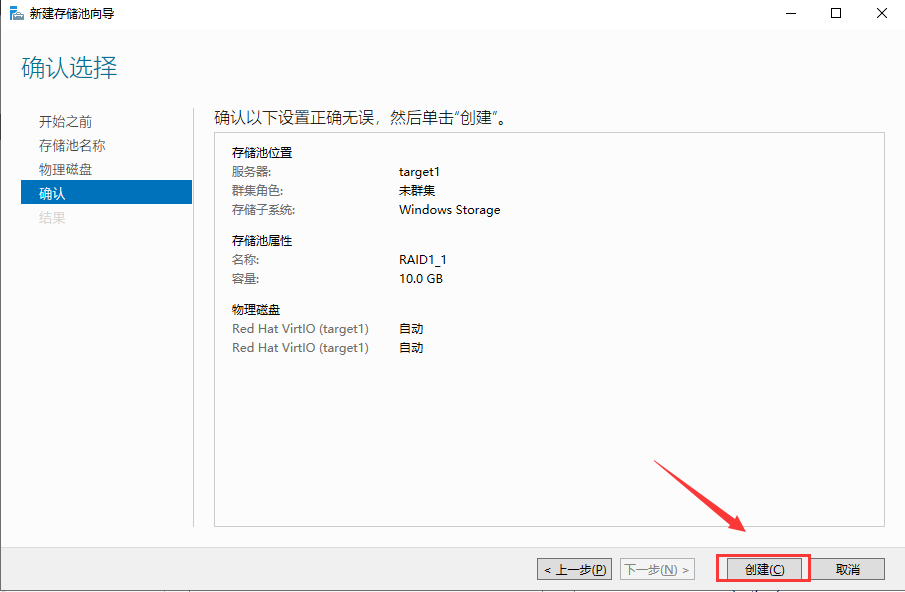 新建存储池向导
确认选择
开始之前
存储池名称
物理磁盘
确认
结果
确认以下设置正确无误，然后单击“创建”。
存储池位置
服务器: target1
群集角色: 未群集
存储子系统: Windows Storage
存储池属性
名称: RAID1_1
容量: 10.0 GB
物理磁盘
Red Hat VirtIO (target1) 自动
Red Hat VirtIO (target1) 自动
< 上一步(P) 下一步(N) > 创建(C) 取消